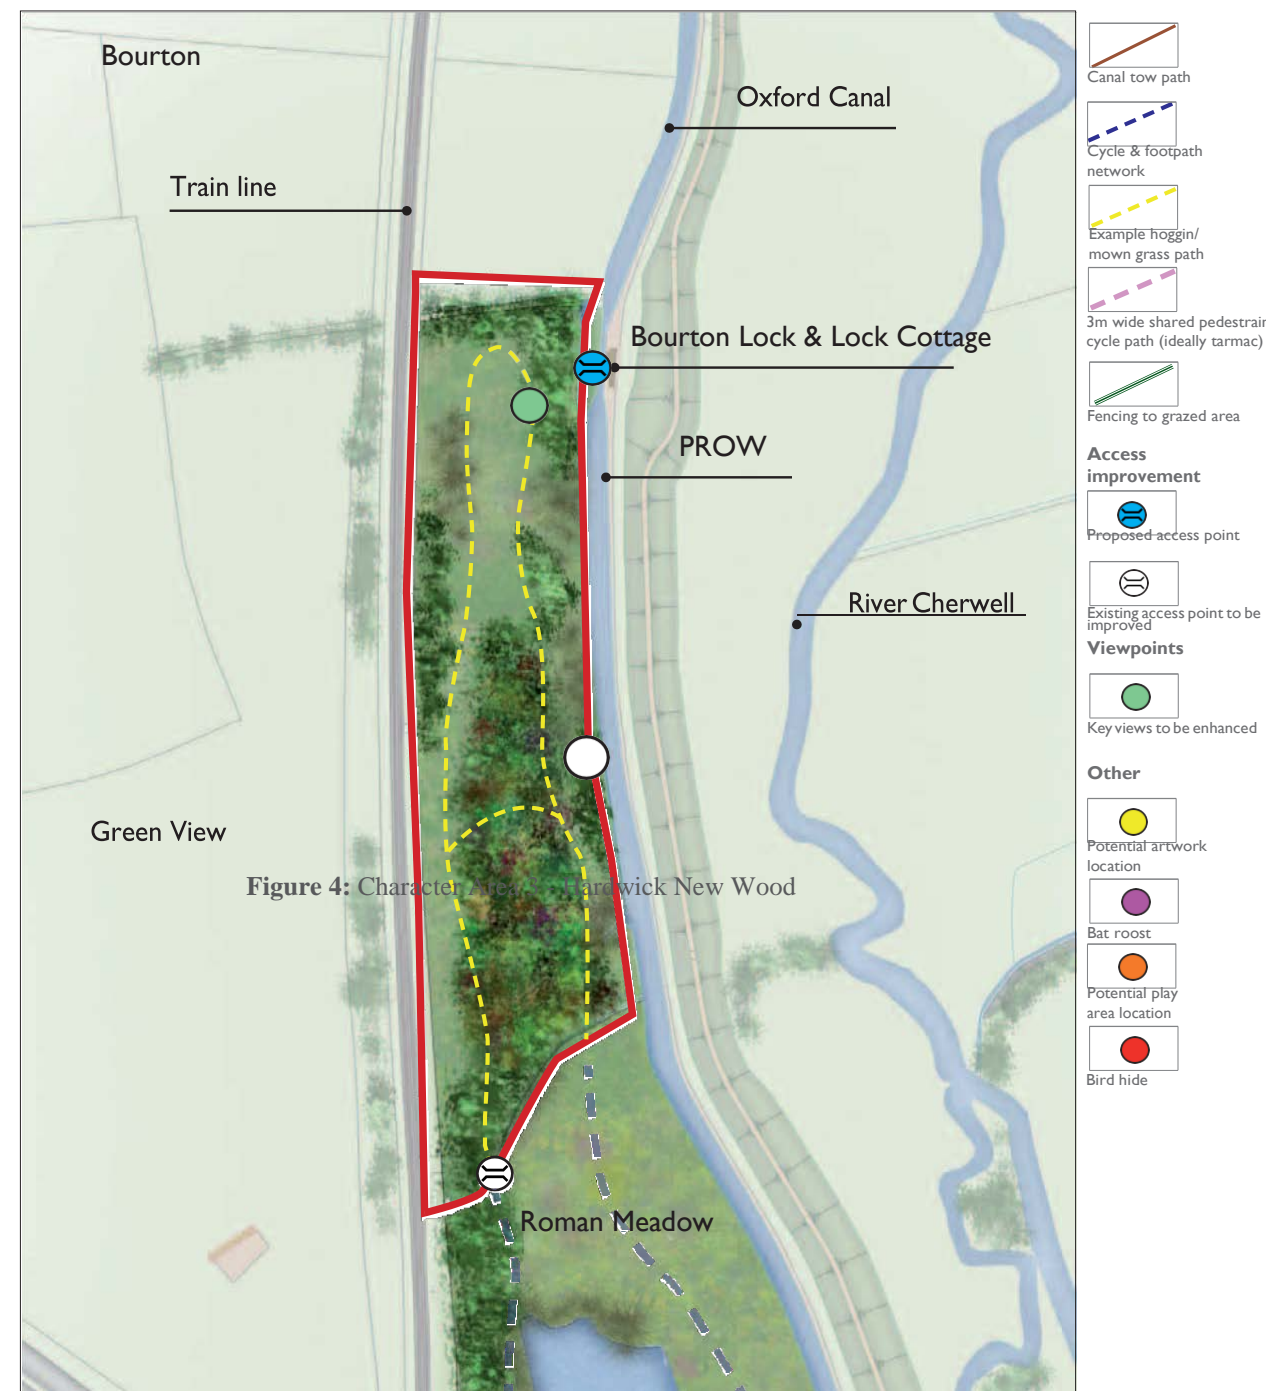 Bourton
Oxford Canal
Train line
Bourton Lock & Lock Cottage
PROW
River Cherwell
Green View
Figure 4: Character Area Hardwick New Wood
Roman Meadow
Canal tow path
Cycle & footpath
network
Example hoggin/
mown grass path
3m wide shared pedestrair
cycle path (ideally tarmac)
Fencing to grazed area
Access
improvement
Proposed access point
Existing access point to be
improved
Viewpoints
Key views to be enhanced
Other
Potential artwork
location
Bat roost
Potential play
area location
Bird hide